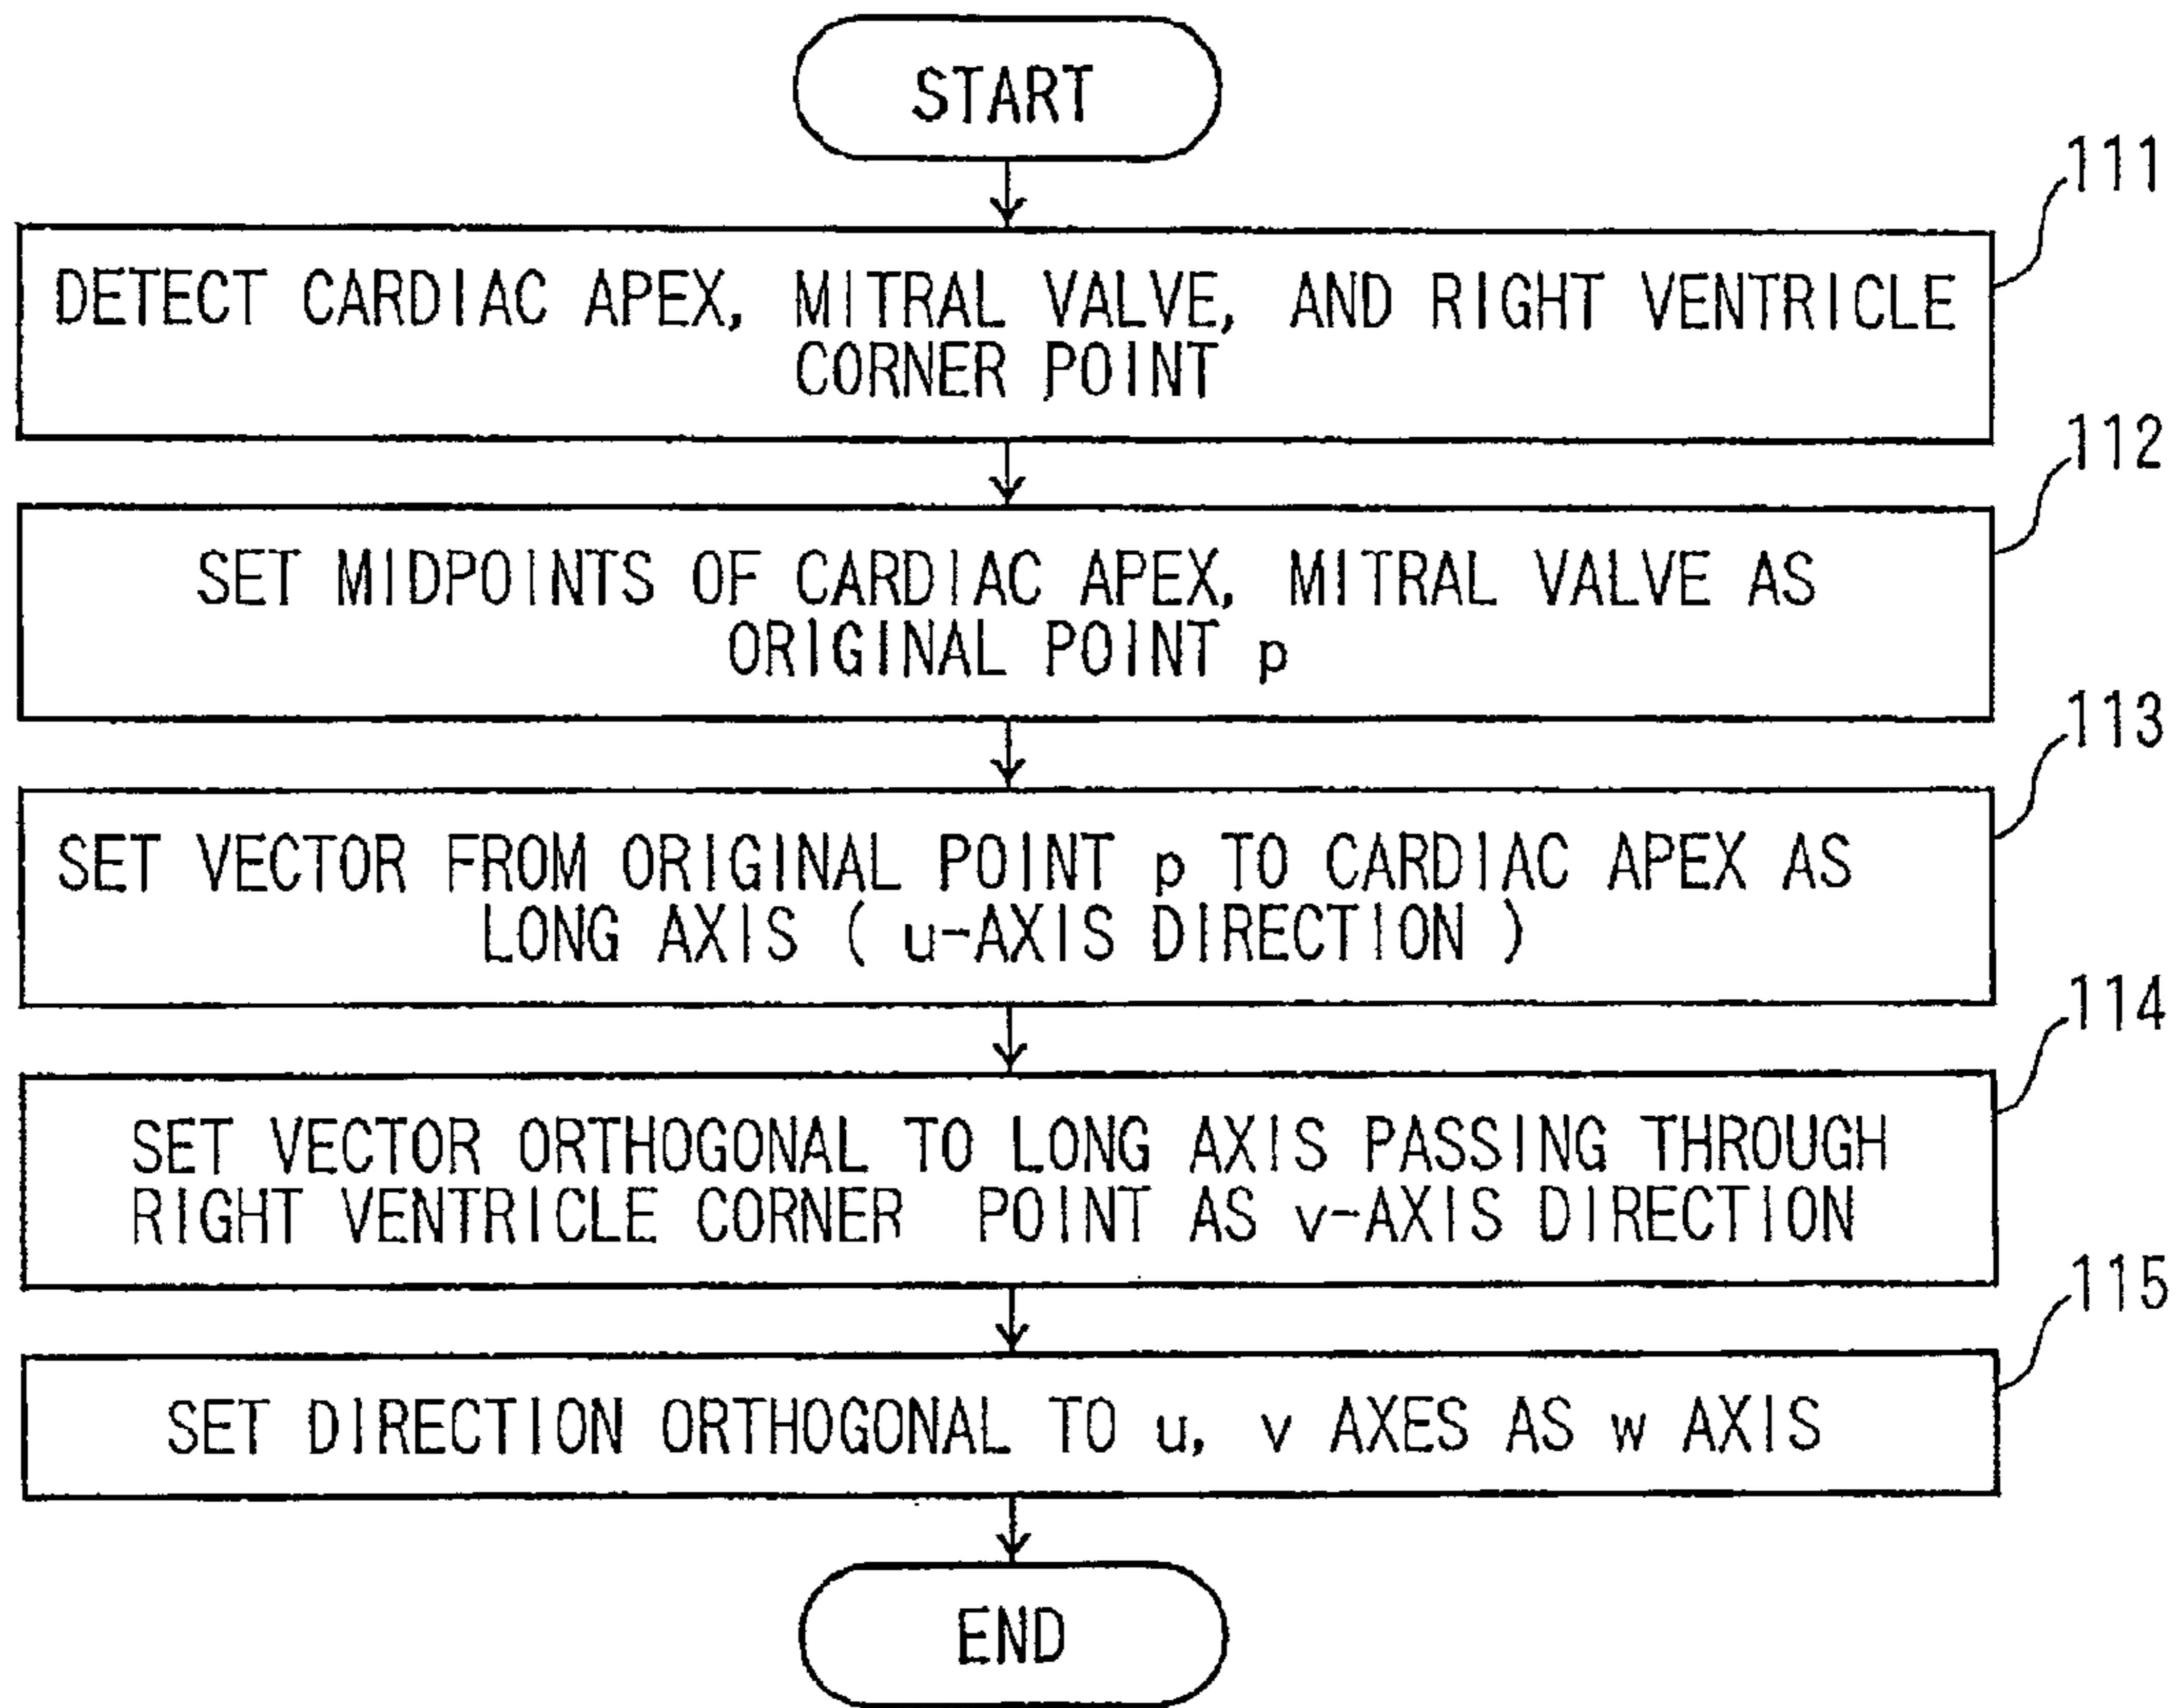 START
111
DETECT CARDIAC APEX, MITRAL VALVE, AND RIGHT VENTRICLE
CORNER POINT
112
SET MIDPOINTS OF CARDIAC APEX, MITRAL VALVE AS
ORIGINAL POINT p
113
SET VECTOR FROM ORIGINAL POINT p TO CARDIAC APEX AS
LONG AXIS ( u-AXIS DIRECTION )
114
SET VECTOR ORTHOGONAL TO LONG AXIS PASSING THROUGH
RIGHT VENTRICLE CORNER POINT AS v-AXIS DIRECTION
115
SET DIRECTION ORTHOGONAL TO u, v AXES AS w AXIS
END